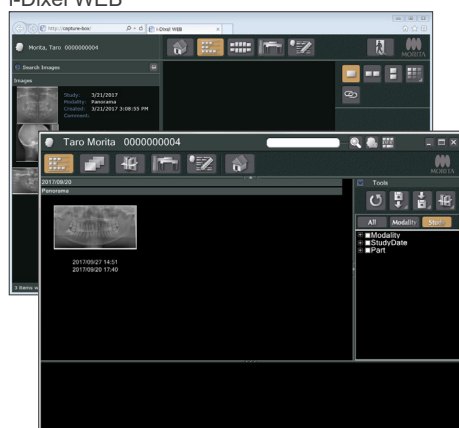 i-Dixel WEB
http://capture-box/
i-Dixel WEB
Morita, Taro 0000000004
MORITA
Search Images
Images
Study: 3/21/2017
Modality: Panorama
Created: 3/21/2017 3:08:55 PM
Comment:
3 items
Taro Morita 0000000004
MORITA
2017/09/20
Panorama
2017/09/27 14:51
2017/09/20 17:40
Tools
All Modality Study
Modality
StudyDate
Part